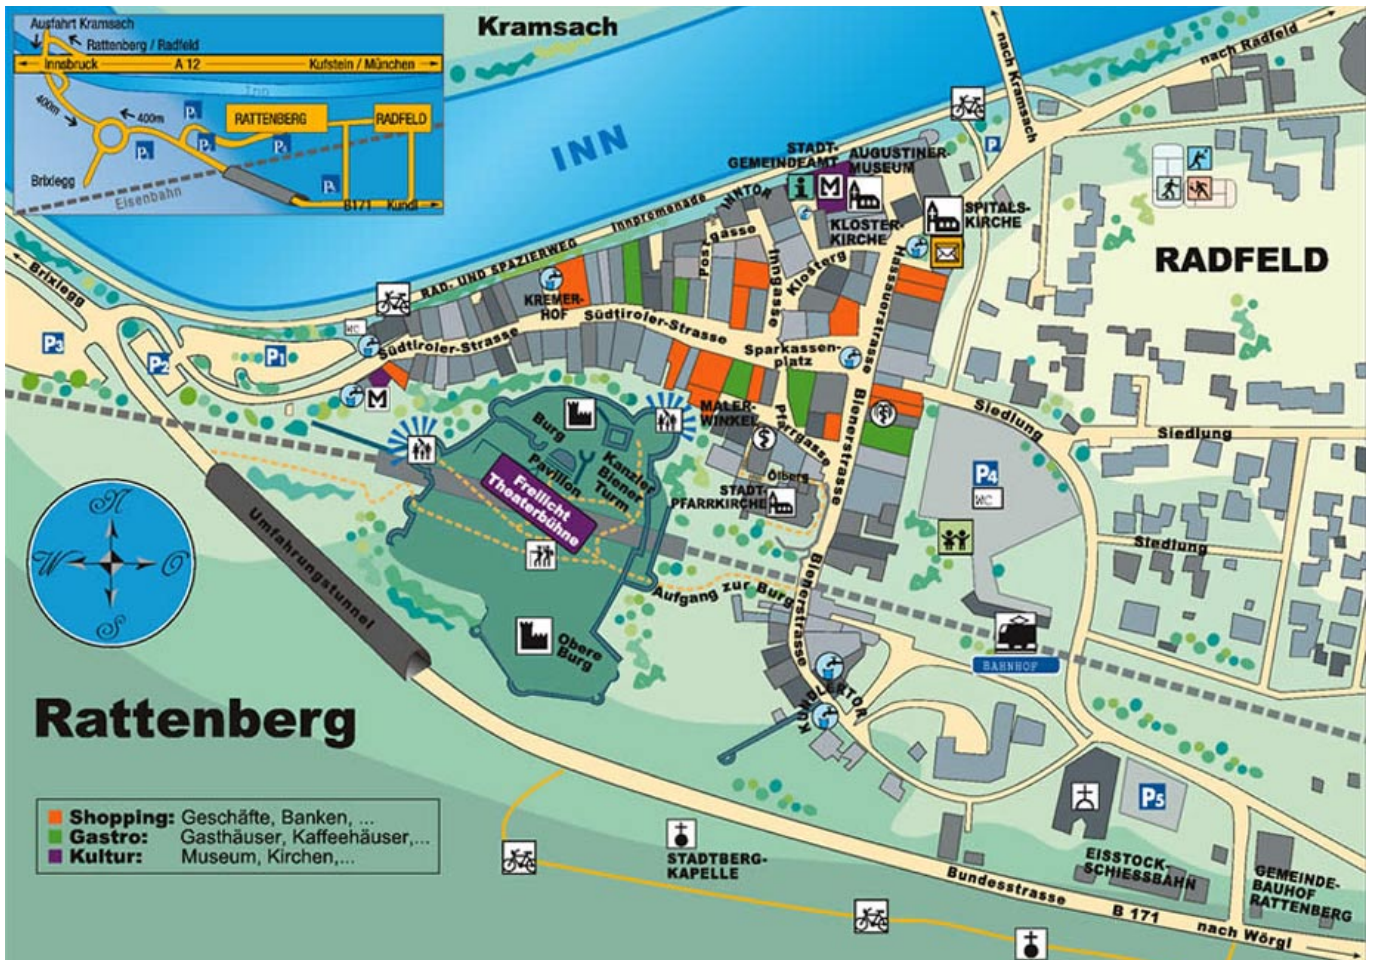 Ausfahrt Kramsach
Rattenberg / Radfeld
Innsbruck
A 12
Kufstein / München
Inn
400m
400m
RATTENBERG
RADFELD
Brixlegg
Eisenbahn
B171
Kundl
Kramsach
INN
nach Kramsach
nach Radfeld
STADT-
GEMEINDEAMT
AUGUSTINER-
MUSEUM
INNTOR
Innpromenade
RAD- UND SPAZIERWEG
KLOSTER-
KIRCHE
SPITALS-
KIRCHE
RADFELD
Brixlegg
P3
P2
P1
P
WC
M
M
i
KREMER-
HOF
Postgasse
Inngasse
Klosterg
Hassauerstrasse
Südtiroler-Strasse
Südtiroler-Strasse
Sparkassen-
platz
MALER-
WINKEL
Pfarrgasse
Bienerstrasse
Siedlung
Siedlung
Siedlung
P4
WC
Burg
Pavillon
Kanzler
Biener
Turm
Freilicht
Theaterbühne
Ölberg
STADT-
PFARRKIRCHE
Umfahrungstunnel
N
W
O
S
Aufgang zur Burg
Bienerstrasse
Obere
Burg
BAHNHOF
KUNDLERTOR
Rattenberg
P5
Shopping: Geschäfte, Banken, ...
Gastro: Gasthäuser, Kaffeehäuser,...
Kultur: Museum, Kirchen,...
STADTBERG-
KAPELLE
EISSTOCK-
SCHIESSBAHN
GEMEINDE-
BAUHOF
RATTENBERG
Bundesstrasse
B 171
nach Wörgl